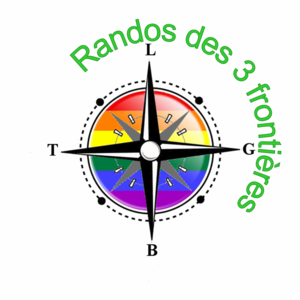 Randos des 3 frontières
L
T G
B